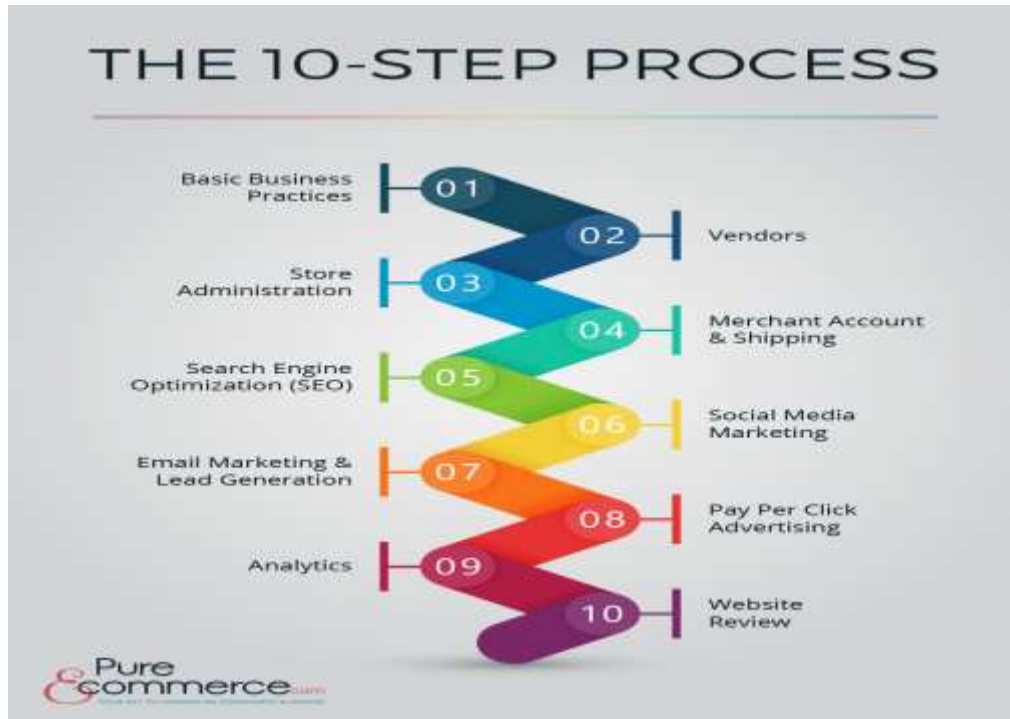 THE 10-STEP PROCESS
Basic Business
Practices
01
02
Vendors
Store
Administration
03
04
Merchant Account
& Shipping
Search Engine
Optimization (SEO)
05
06
Social Media
Marketing
Email Marketing &
Lead Generation
07
08
Pay Per Click
Advertising
Analytics
09
10
Website
Review
Pure
Ecommerce.com